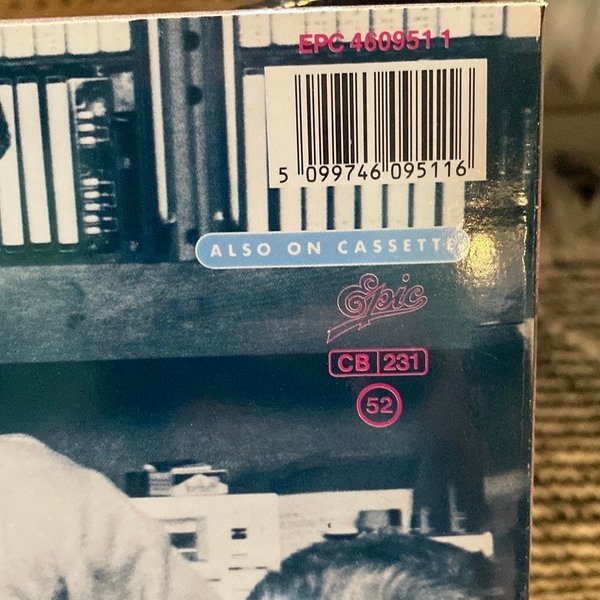 EPC 460951 1
5 099746 095116
ALSO ON CASSETTE
Epic
CB 231
52